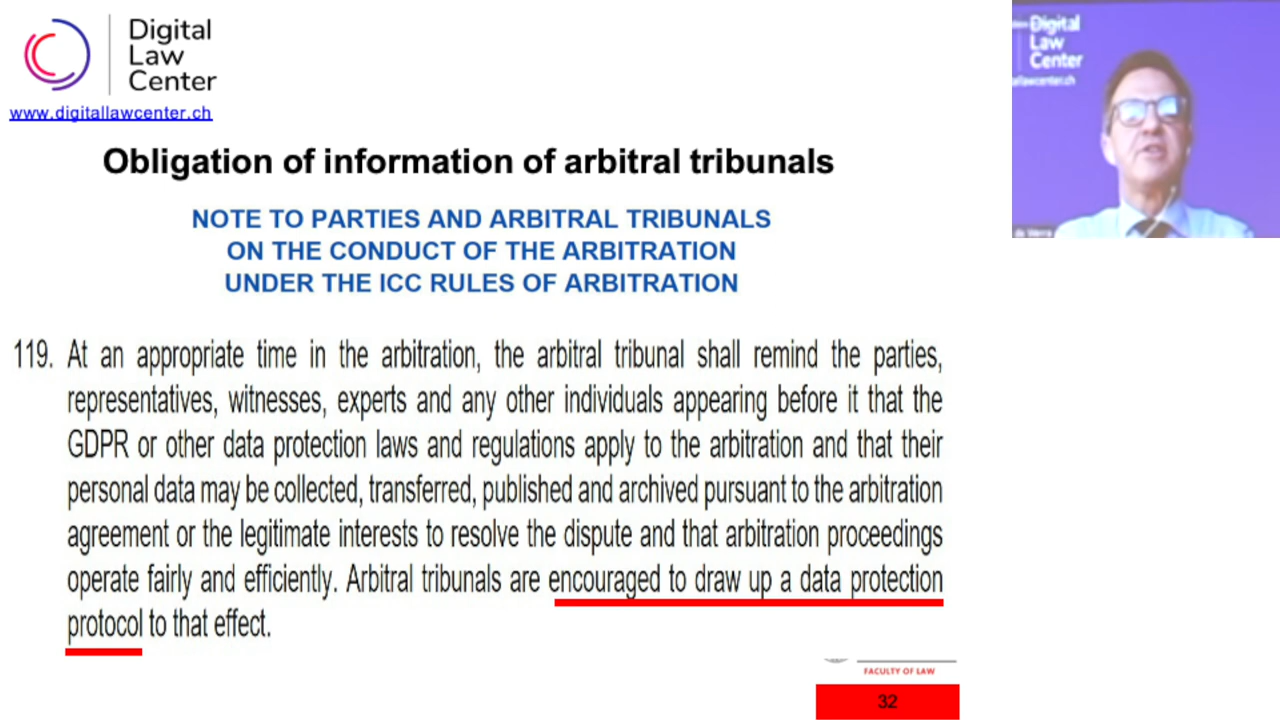 Digital
Law
Center
www.digitallawcenter.ch
Obligation of information of arbitral tribunals
NOTE TO PARTIES AND ARBITRAL TRIBUNALS
ON THE CONDUCT OF THE ARBITRATION
UNDER THE ICC RULES OF ARBITRATION
119. At an appropriate time in the arbitration, the arbitral tribunal shall remind the parties,
representatives, witnesses, experts and any other individuals appearing before it that the
GDPR or other data protection laws and regulations apply to the arbitration and that their
personal data may be collected, transferred, published and archived pursuant to the arbitration
agreement or the legitimate interests to resolve the dispute and that arbitration proceedings
operate fairly and efficiently. Arbitral tribunals are encouraged to draw up a data protection
protocol to that effect.
FACULTY OF LAW
32
Digital
Law
Center